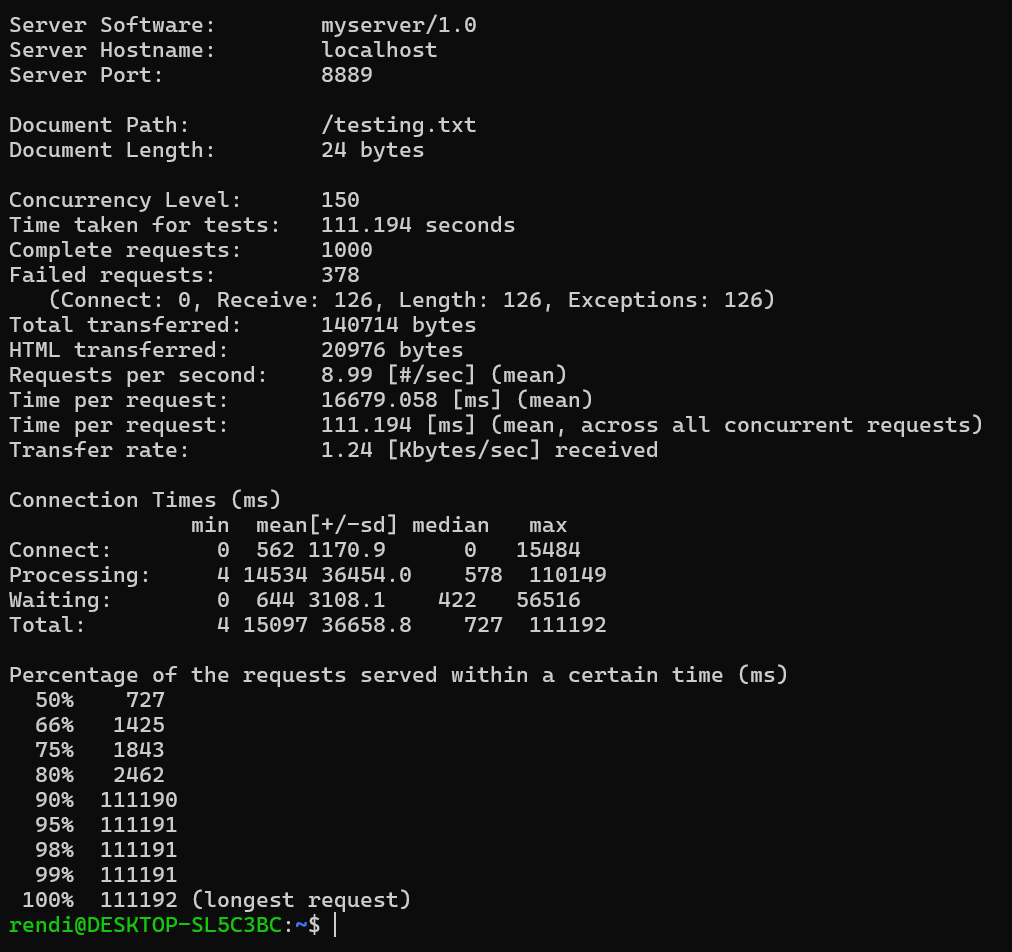 Server Software:        myserver/1.0
Server Hostname:        localhost
Server Port:            8889

Document Path:          /testing.txt
Document Length:        24 bytes

Concurrency Level:      150
Time taken for tests:   111.194 seconds
Complete requests:      1000
Failed requests:        378
   (Connect: 0, Receive: 126, Length: 126, Exceptions: 126)
Total transferred:      140714 bytes
HTML transferred:       20976 bytes
Requests per second:    8.99 [#/sec] (mean)
Time per request:       16679.058 [ms] (mean)
Time per request:       111.194 [ms] (mean, across all concurrent requests)
Transfer rate:          1.24 [Kbytes/sec] received

Connection Times (ms)
              min  mean[+/-sd] median   max
Connect:        0  562 1170.9      0   15484
Processing:     4 14534 36454.0    578  110149
Waiting:        0  644 3108.1    422   56516
Total:          4 15097 36658.8    727  111192

Percentage of the requests served within a certain time (ms)
  50%    727
  66%   1425
  75%   1843
  80%   2462
  90%  111190
  95%  111191
  98%  111191
  99%  111191
 100%  111192 (longest request)
rendi@DESKTOP-SL5C3BC:~$